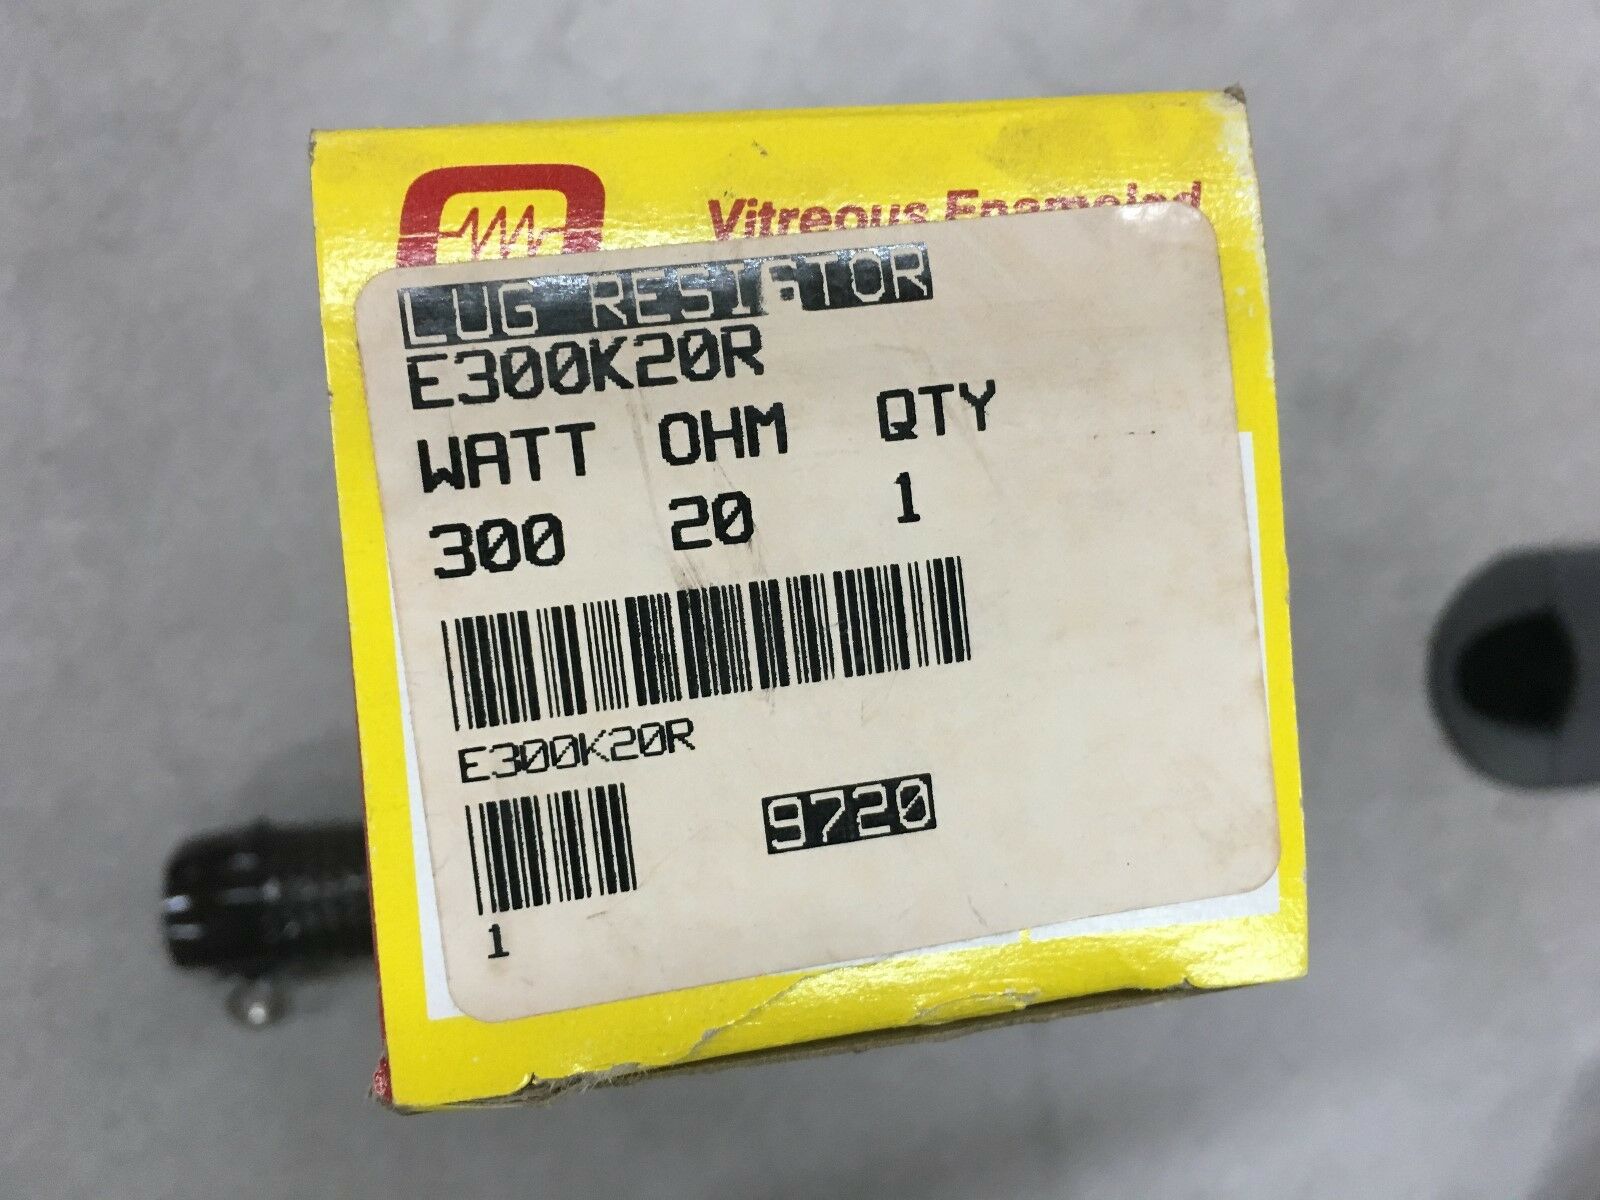 Vitreous Enameled
LUG RESISTOR
E300K20R
WATT OHM QTY
300 20 1
E300K20R
9720
1